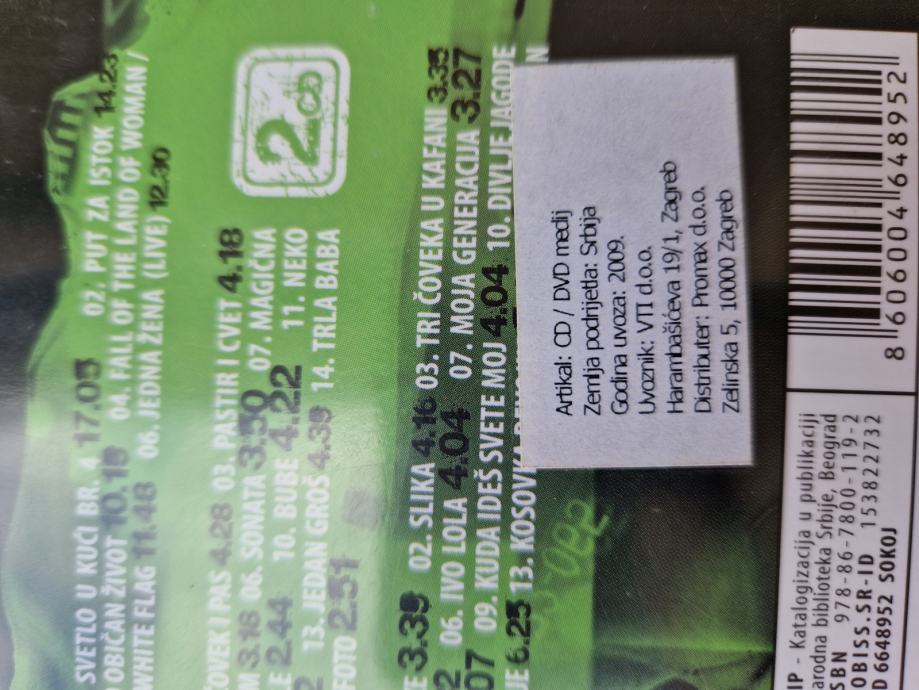 SVETLO U KUĆI BR. 4 17.05 02. PUT ZA ISTOK 14.23
OBIČAN ŽIVOT 10.19 04. FALL OF THE LAND OF WOMAN /
WHITE FLAG 11.48 06. JEDNA ŽENA (LIVE) 12.30
2CD
ČOVEK I PAS 4.28 03. PASTIR I CVET 4.18
3.18 06. SONATA 3.50 07. MAGIČNA
2.44 10. BUBE 4.22 11. NEKO
13. JEDAN GROŠ 4.39 14. TRLA BABA
FOTO 2.51
3.39 02. SLIKA 4.16 03. TRI ČOVEKA U KAFANI 3.35
06. IVO LOLA 4.04 07. MOJA GENERACIJA 3.27
09. KUDA IDEŠ SVETE MOJ 4.04 10. DIVLJE JAGODE
6.25 13. KOSOVKA
Artikal: CD / DVD medij
Zemlja podrijetla: Srbija
Godina uvoza: 2009.
Uvoznik: VTI d.o.o.
Harambašićeva 19/1, Zagreb
Distributer: Promax d.o.o.
Zelinska 5, 10000 Zagreb
IP - Katalogizacija u publikaciji
arodna biblioteka Srbije, Beograd
SBN 978-86-7800-119-2
OBISS.SR-ID 153822732
D 6648952 SOKOJ
8 606004 648952